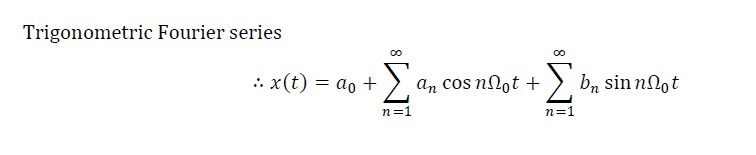 Trigonometric Fourier series
∴ x(t) = a₀ + ∑_{n=1}^{∞} aₙ cos nΩ₀t + ∑_{n=1}^{∞} bₙ sin nΩ₀t